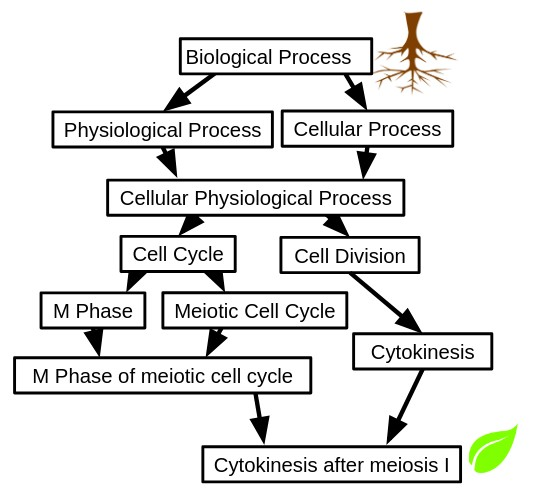 Biological Process
Physiological Process
Cellular Process
Cellular Physiological Process
Cell Cycle
Cell Division
M Phase
Meiotic Cell Cycle
Cytokinesis
M Phase of meiotic cell cycle
Cytokinesis after meiosis I